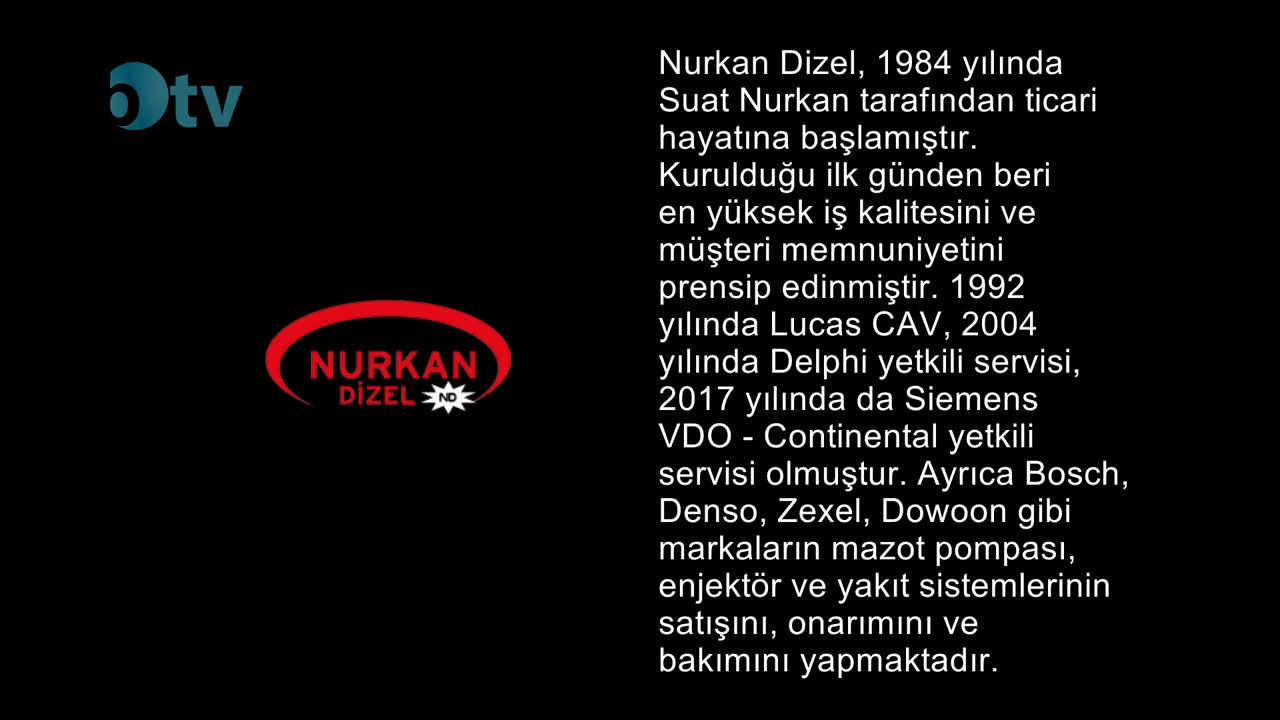 tv
Nurkan Dizel, 1984 yılında
Suat Nurkan tarafından ticari
hayatına başlamıştır.
Kurulduğu ilk günden beri
en yüksek iş kalitesini ve
müşteri memnuniyetini
prensip edinmiştir. 1992
yılında Lucas CAV, 2004
yılında Delphi yetkili servisi,
2017 yılında da Siemens
VDO - Continental yetkili
servisi olmuştur. Ayrıca Bosch,
Denso, Zexel, Dowoon gibi
markaların mazot pompası,
enjektör ve yakıt sistemlerinin
satışını, onarımını ve
bakımını yapmaktadır.
NURKAN
DİZEL ND